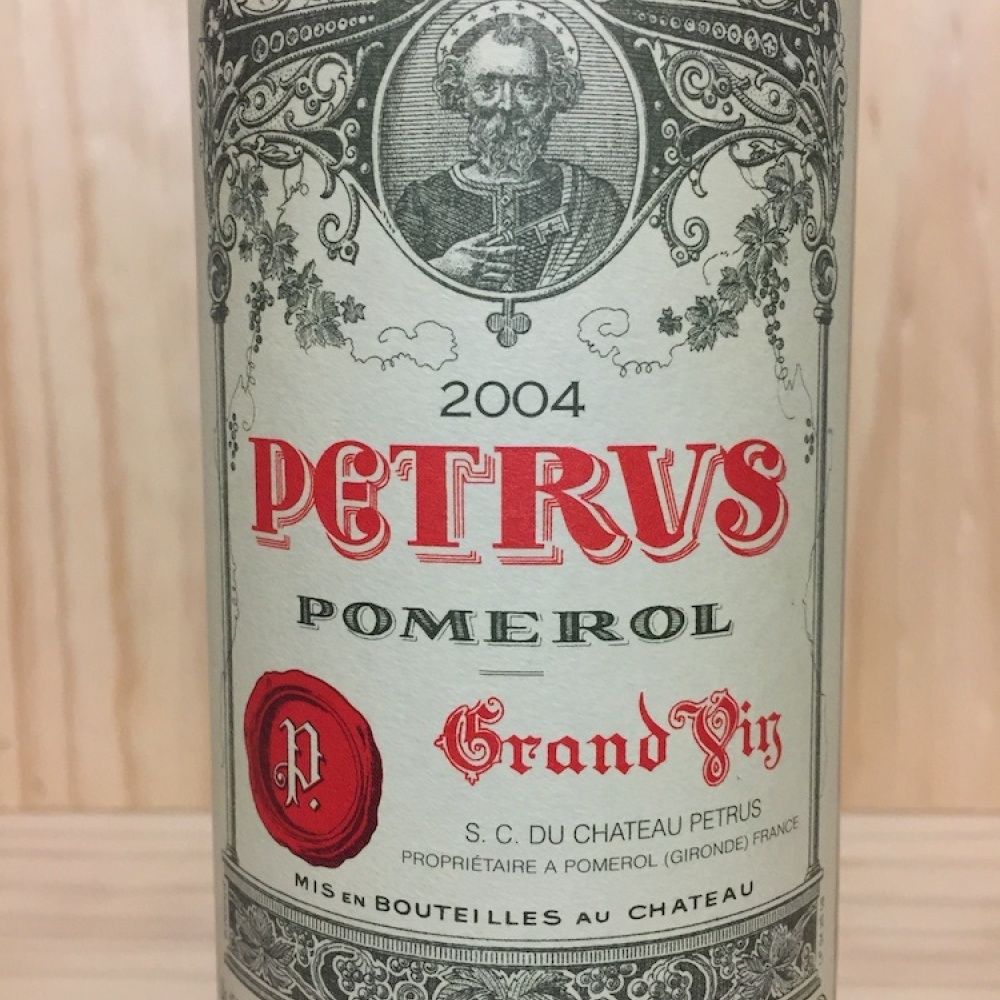 2004
PETRVS
POMEROL
P.
Grand Vin
S. C. DU CHATEAU PETRUS
PROPRIÉTAIRE A POMEROL (GIRONDE) FRANCE
MIS EN BOUTEILLES AU CHATEAU